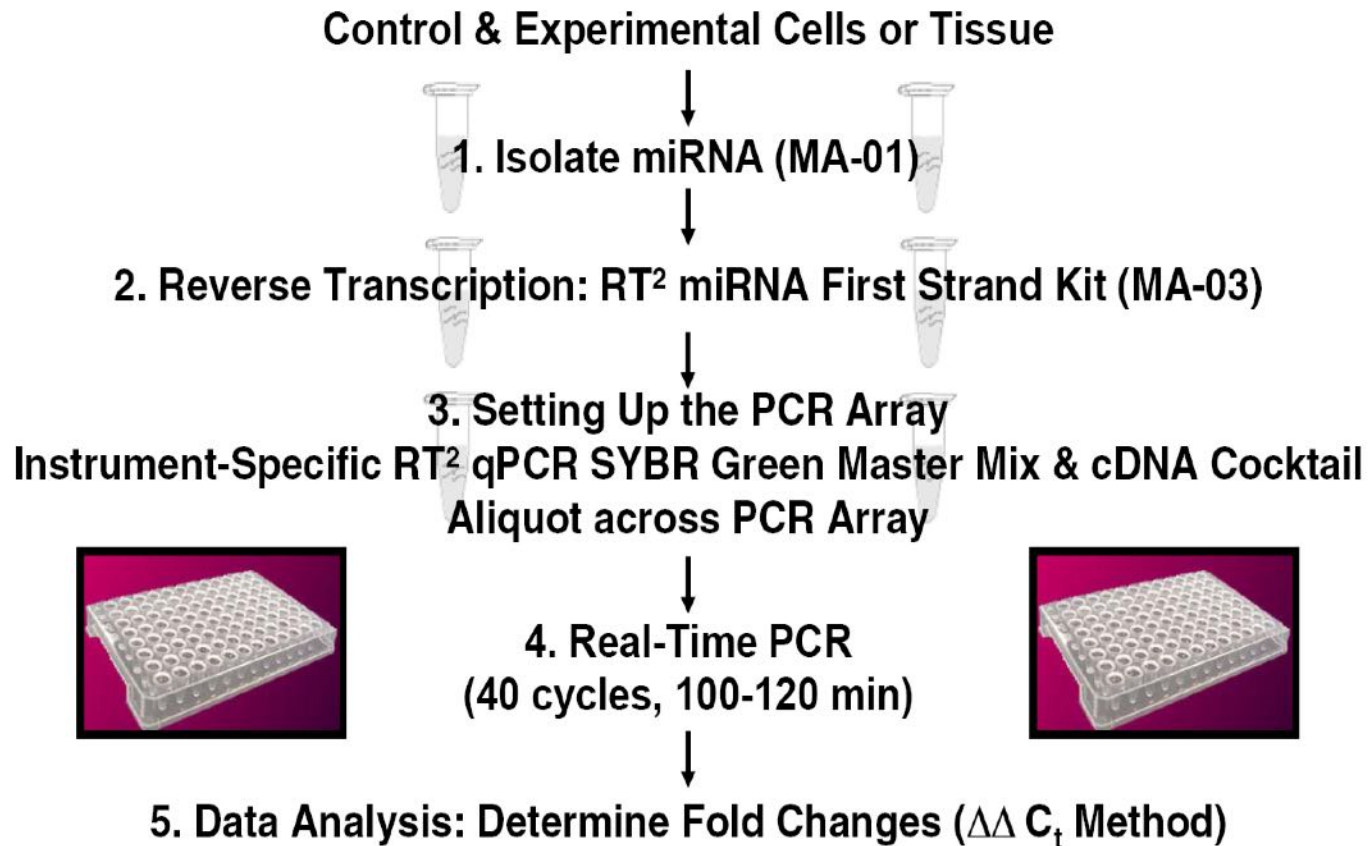 Control & Experimental Cells or Tissue
1. Isolate miRNA (MA-01)
2. Reverse Transcription: RT² miRNA First Strand Kit (MA-03)
3. Setting Up the PCR Array
Instrument-Specific RT² qPCR SYBR Green Master Mix & cDNA Cocktail
Aliquot across PCR Array
4. Real-Time PCR
(40 cycles, 100-120 min)
5. Data Analysis: Determine Fold Changes (ΔΔ Cₜ Method)